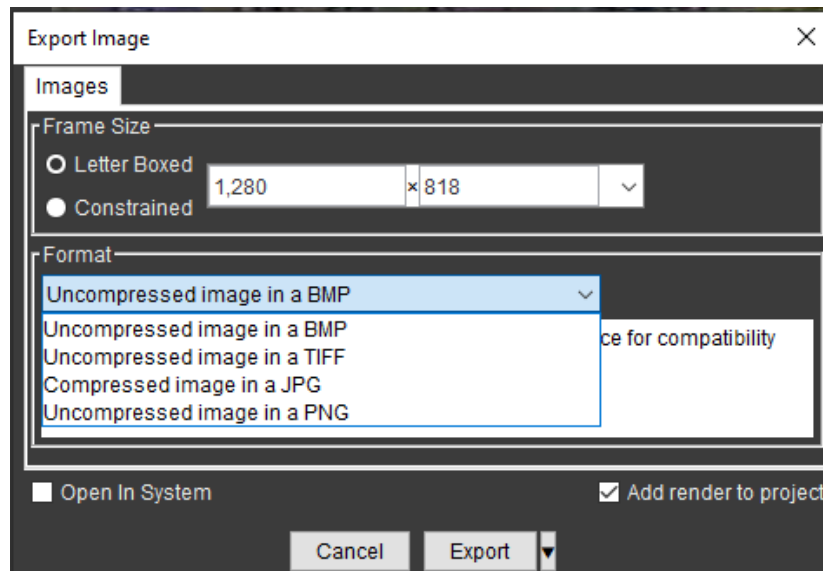 Export Image
Images
Frame Size
Letter Boxed
1,280 × 818
Constrained
Format
Uncompressed image in a BMP
Uncompressed image in a BMP
ce for compatibility
Uncompressed image in a TIFF
Compressed image in a JPG
Uncompressed image in a PNG
Open In System
Add render to project
Cancel
Export